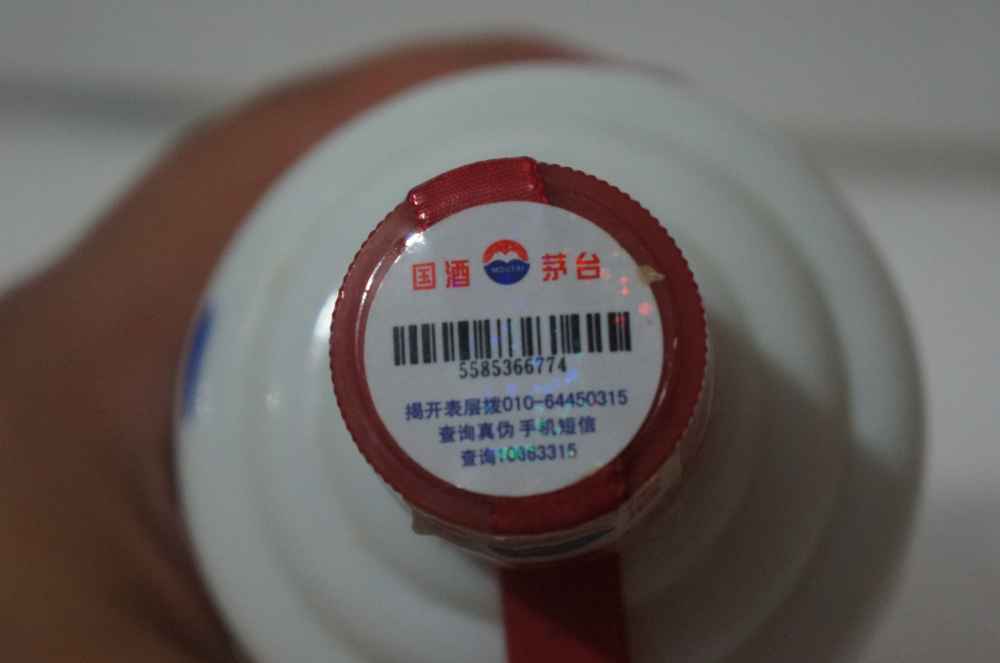 国酒 MOUTAI 茅台
5585366774
揭开表层拨010-64450315
查询真伪 手机短信
查询10663315